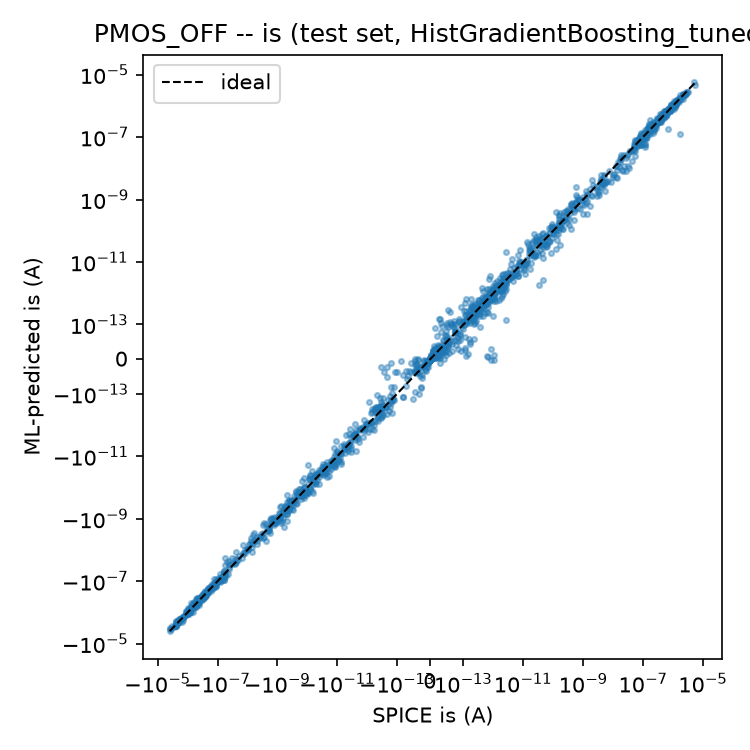 PMOS_OFF -- is (test set, HistGradientBoosting_tuned
ideal
10⁻⁵
10⁻⁷
10⁻⁹
10⁻¹¹
10⁻¹³
0
−10⁻¹³
−10⁻¹¹
−10⁻⁹
−10⁻⁷
−10⁻⁵
ML-predicted is (A)
−10⁻⁵ −10⁻⁷ −10⁻⁹ −10⁻¹¹ −10⁻¹³ 0 10⁻¹³ 10⁻¹¹ 10⁻⁹ 10⁻⁷ 10⁻⁵
SPICE is (A)